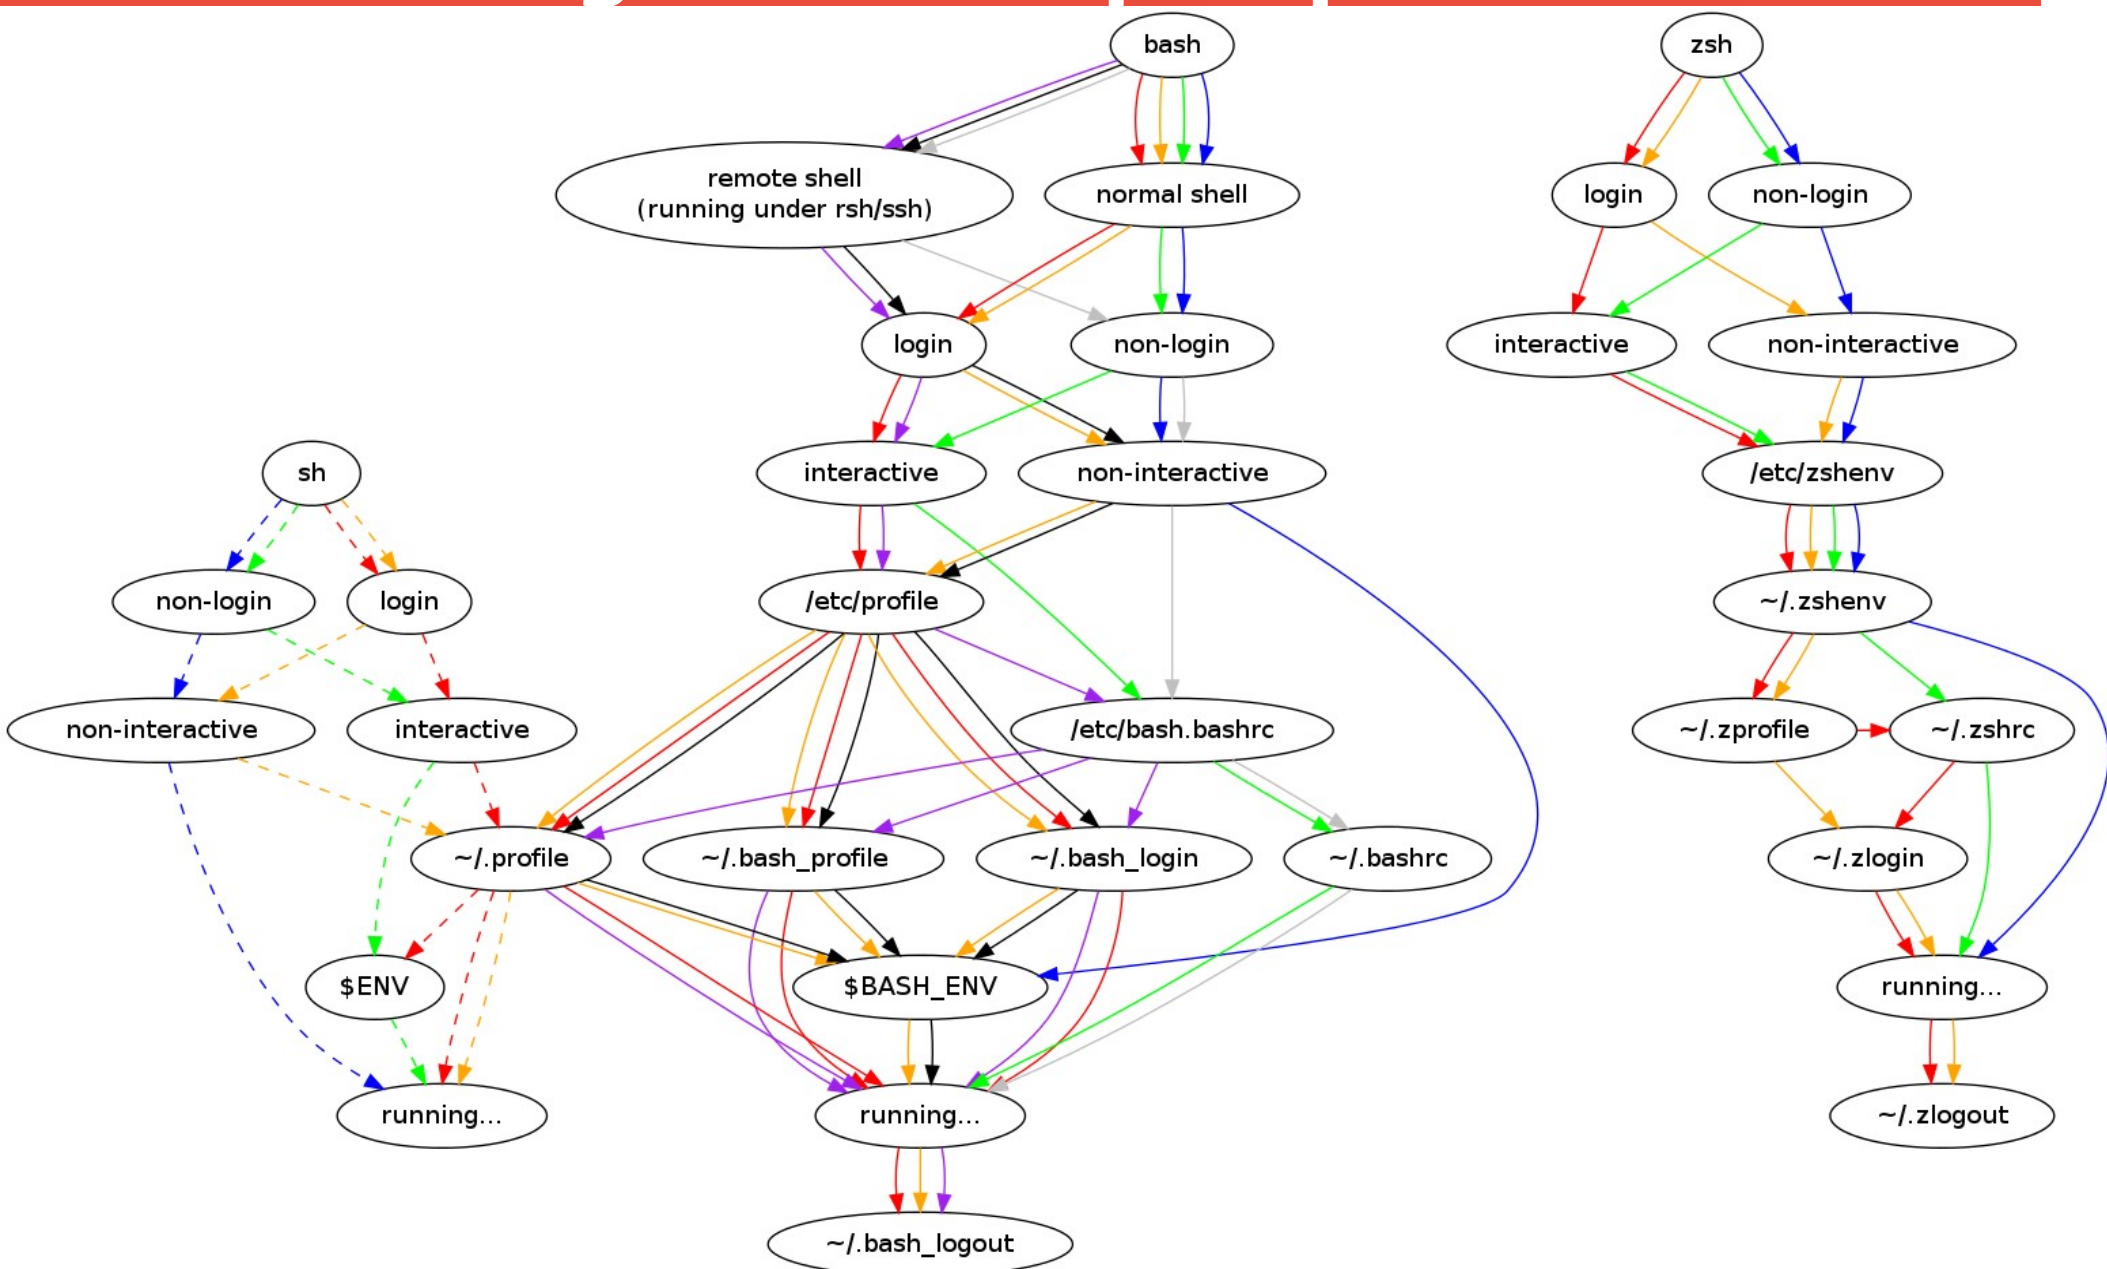 bash
zsh
remote shell
(running under rsh/ssh)
normal shell
login
non-login
login
non-login
interactive
non-interactive
sh
interactive
non-interactive
/etc/zshenv
non-login
login
/etc/profile
~/.zshenv
non-interactive
interactive
/etc/bash.bashrc
~/.zprofile
~/.zshrc
~/.profile
~/.bash_profile
~/.bash_login
~/.bashrc
~/.zlogin
$ENV
$BASH_ENV
running...
running...
running...
~/.zlogout
~/.bash_logout